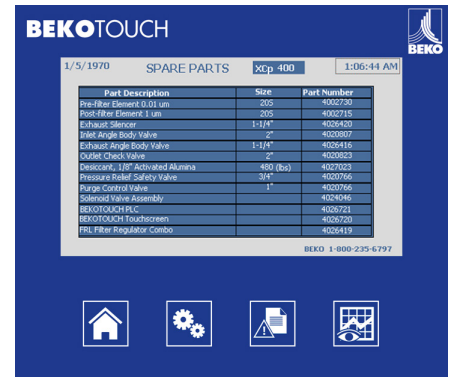 BEKOTOUCH
BEKO
1/5/1970 SPARE PARTS XCp 400 1:06:44 AM
Part Description Size Part Number
Pre-filter Element 0.01 um 20S 4002730
Post-filter Element 1 um 20S 4002715
Exhaust Silencer 1-1/4" 4026420
Inlet Angle Body Valve 2" 4020807
Exhaust Angle Body Valve 1-1/4" 4026416
Outlet Check Valve 2" 4020823
Desiccant, 1/8" Activated Alumina 480 (lbs) 4027023
Pressure Relief Safety Valve 3/4" 4020766
Purge Control Valve 1" 4020766
Solenoid Valve Assembly 4024046
BEKOTOUCH PLC 4026721
BEKOTOUCH Touchscreen 4026720
FRL Filter Regulator Combo 4026419
BEKO 1-800-235-6797